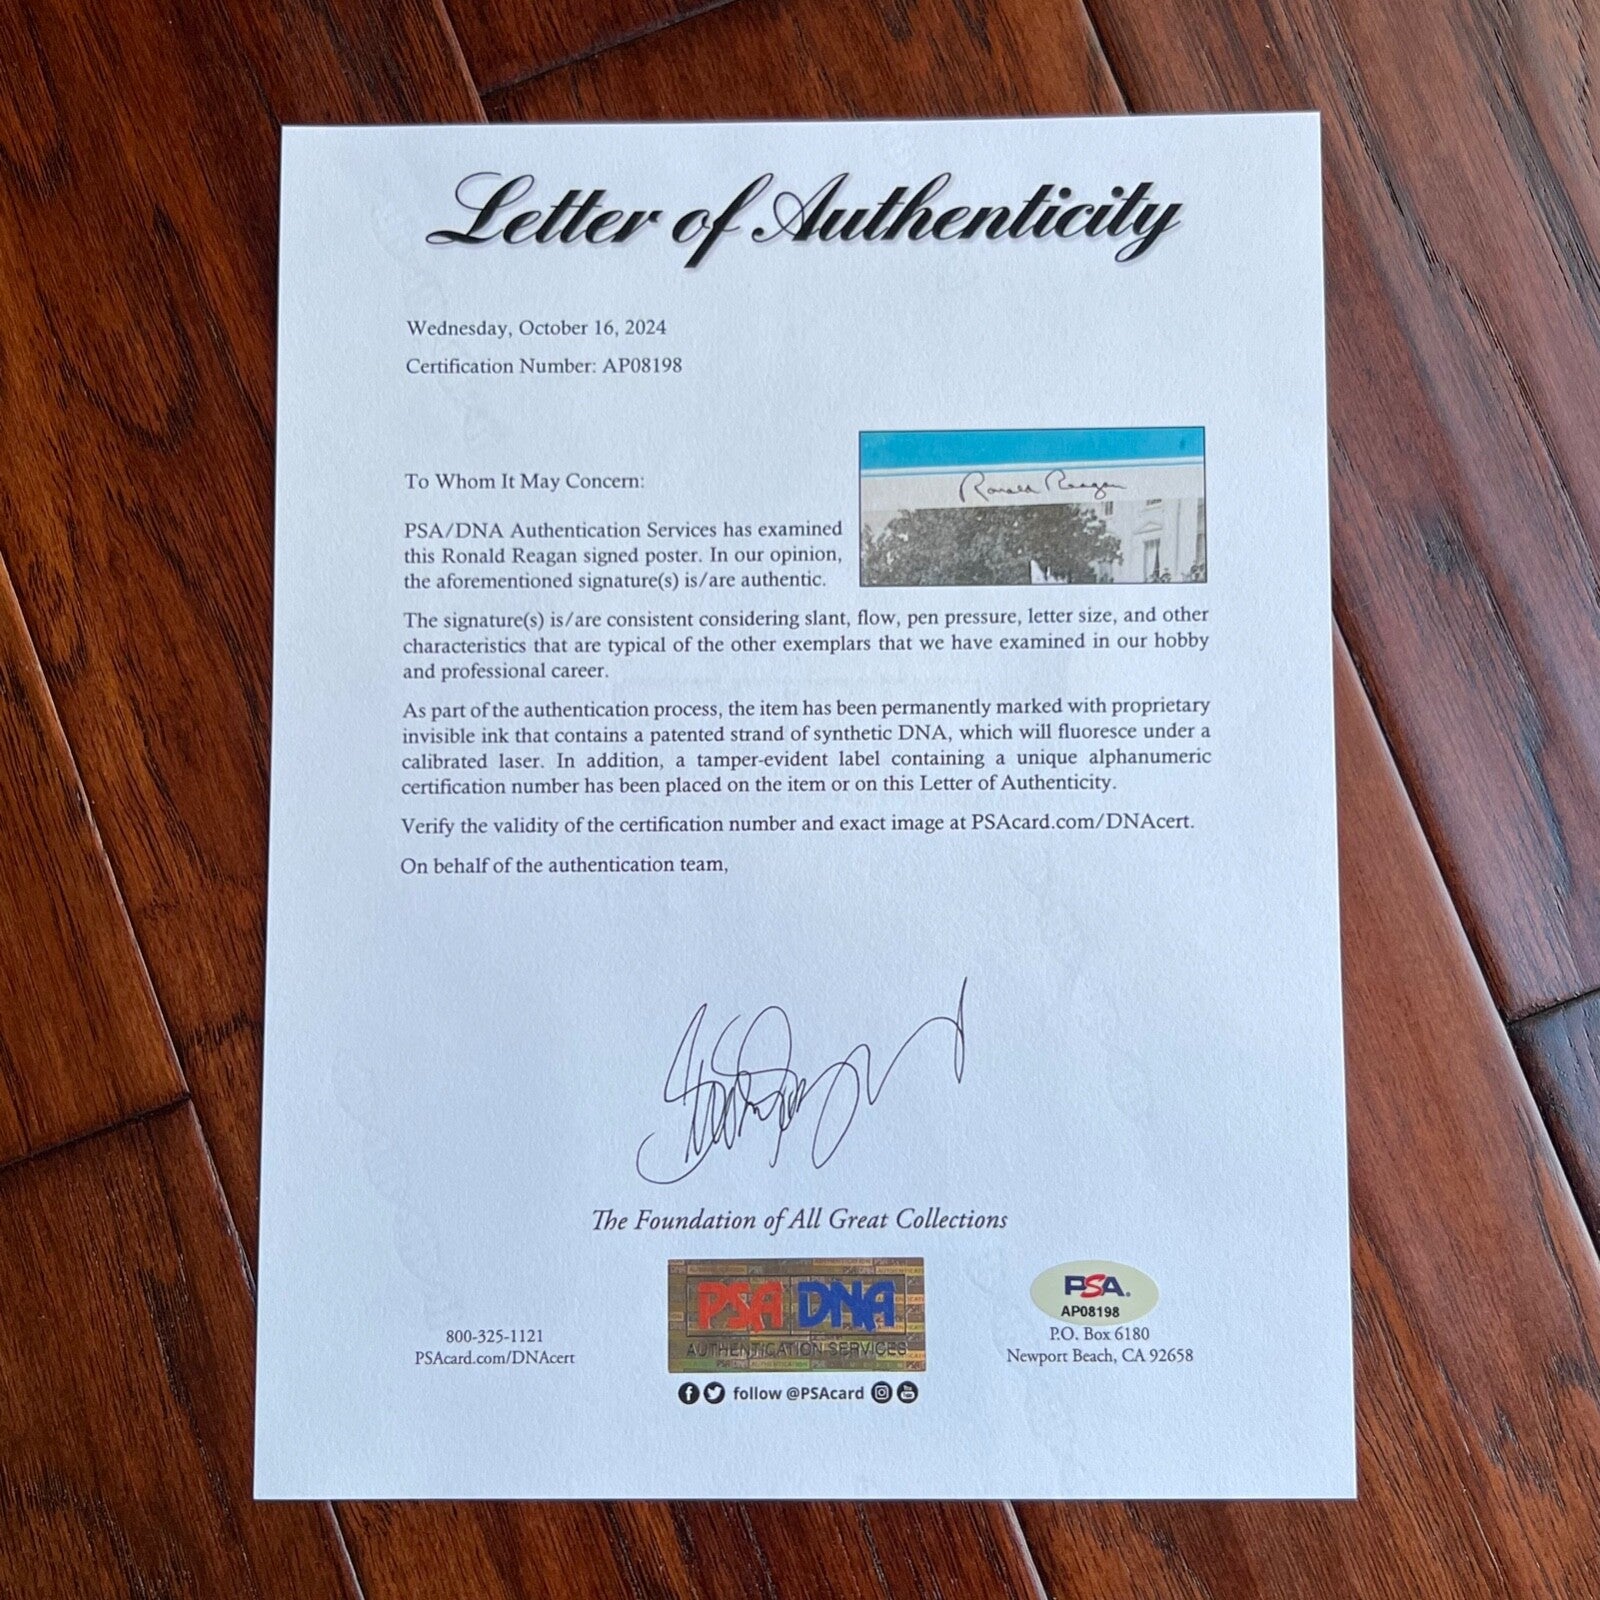 Letter of Authenticity
Wednesday, October 16, 2024
Certification Number: AP08198
To Whom It May Concern:
Ronald Reagan
PSA/DNA Authentication Services has examined
this Ronald Reagan signed poster. In our opinion,
the aforementioned signature(s) is/are authentic.
The signature(s) is/are consistent considering slant, flow, pen pressure, letter size, and other
characteristics that are typical of the other exemplars that we have examined in our hobby
and professional career.
As part of the authentication process, the item has been permanently marked with proprietary
invisible ink that contains a patented strand of synthetic DNA, which will fluoresce under a
calibrated laser. In addition, a tamper-evident label containing a unique alphanumeric
certification number has been placed on the item or on this Letter of Authenticity.
Verify the validity of the certification number and exact image at PSAcard.com/DNAcert.
On behalf of the authentication team,
The Foundation of All Great Collections
800-325-1121
PSAcard.com/DNAcert
PSA DNA
AUTHENTICATION SERVICES
follow @PSAcard
PSA
AP08198
P.O. Box 6180
Newport Beach, CA 92658